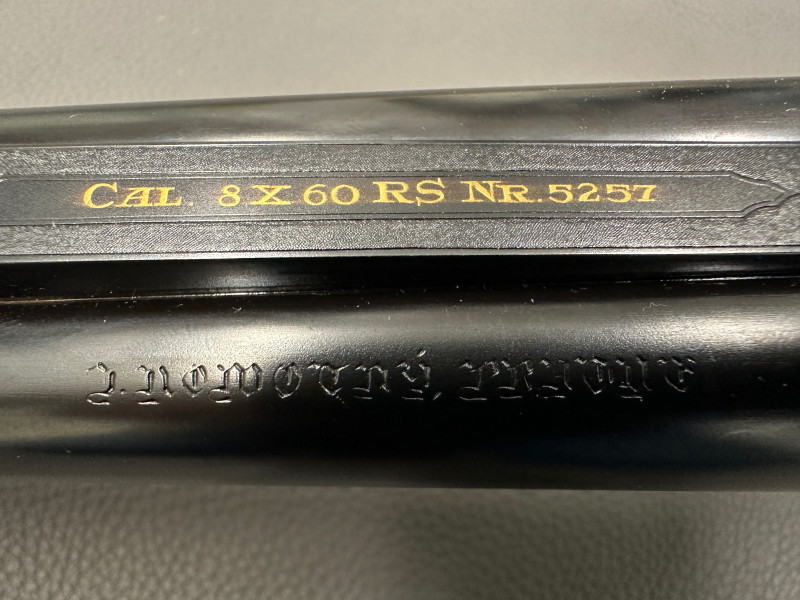 CAL. 8 X 60 RS NR. 5257
J. Nowotný, Prague